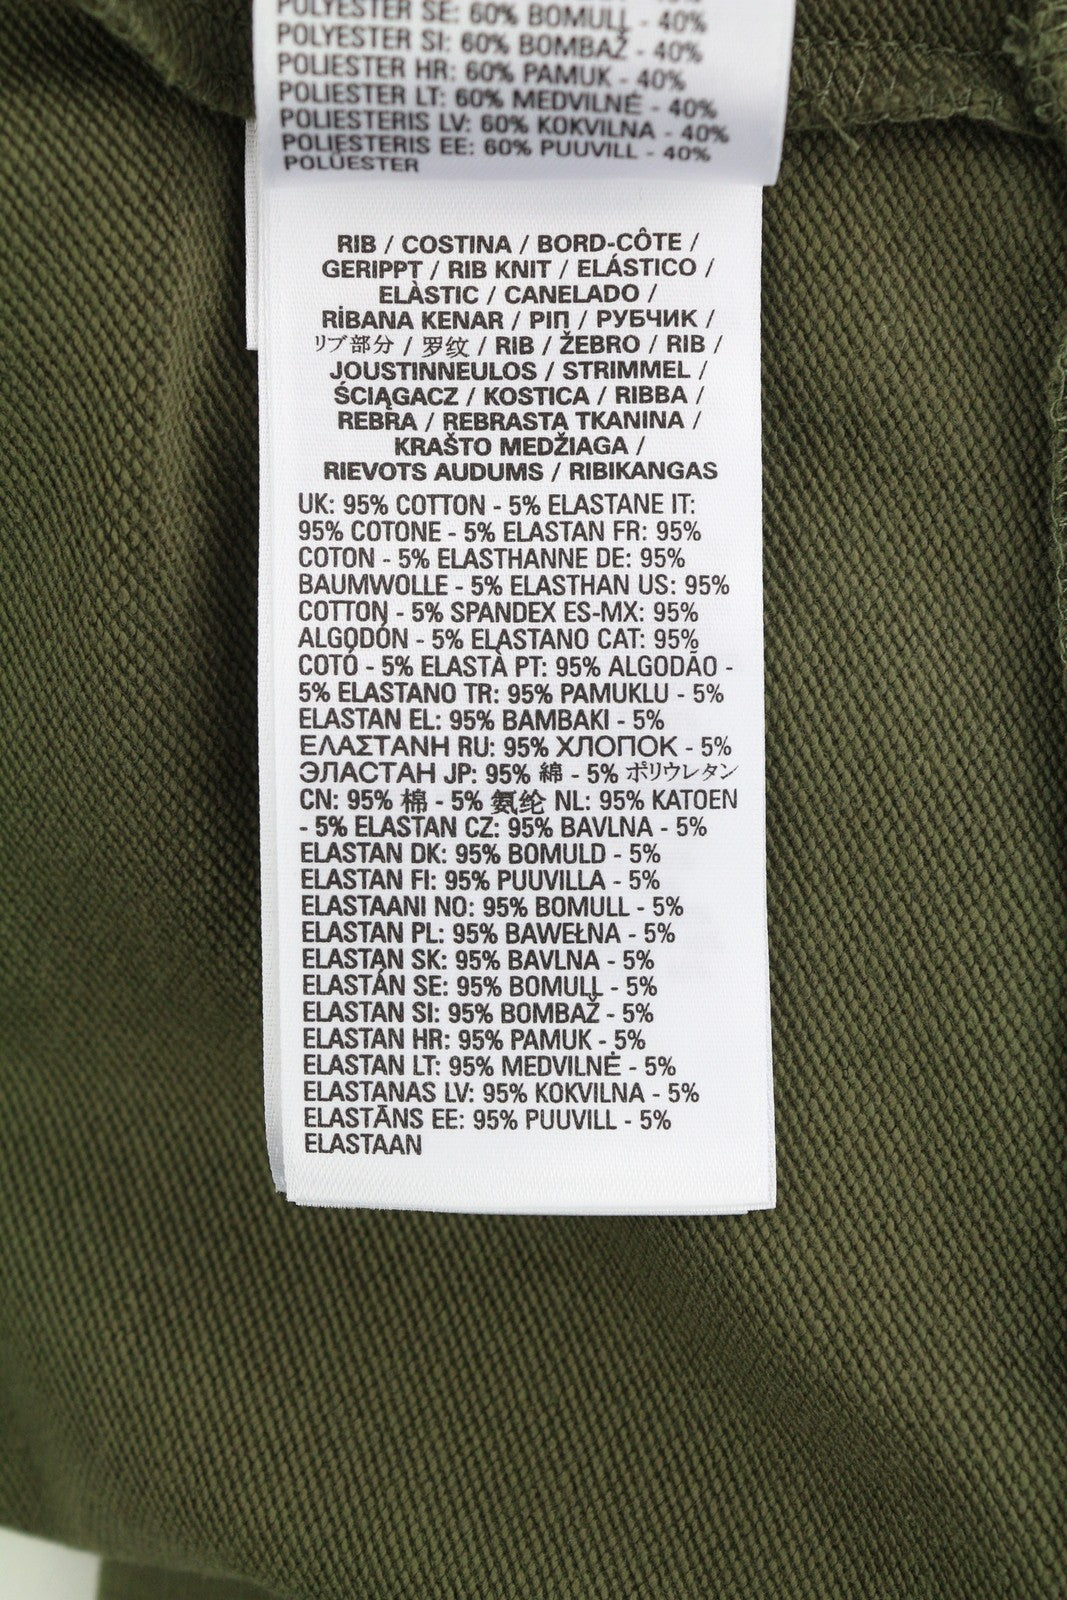 POLYESTER SE: 60% BOMULL - 40%
POLYESTER SI: 60% BOMBAŽ - 40%
POLIESTER HR: 60% PAMUK - 40%
POLIESTER LT: 60% MEDVILNĖ - 40%
POLIESTERIS LV: 60% KOKVILNA - 40%
POLIESTERIS EE: 60% PUUVILL - 40%
POLÜESTER
RIB / COSTINA / BORD-CÔTE /
GERIPPT / RIB KNIT / ELÁSTICO /
ELÀSTIC / CANELADO /
RİBANA KENAR / ΡΙΠ / РУБЧИК /
リブ部分 / 罗纹 / RIB / ŽEBRO / RIB /
JOUSTINNEULOS / STRIMMEL /
ŚCIĄGACZ / KOSTICA / RIBBA /
REBRA / REBRASTA TKANINA /
KRAŠTO MEDŽIAGA /
RIEVOTS AUDUMS / RIBIKANGAS
UK: 95% COTTON - 5% ELASTANE IT:
95% COTONE - 5% ELASTAN FR: 95%
COTON - 5% ELASTHANNE DE: 95%
BAUMWOLLE - 5% ELASTHAN US: 95%
COTTON - 5% SPANDEX ES-MX: 95%
ALGODÓN - 5% ELASTANO CAT: 95%
COTÓ - 5% ELASTÀ PT: 95% ALGODÃO -
5% ELASTANO TR: 95% PAMUKLU - 5%
ELASTAN EL: 95% ΒΑΜΒΑΚΙ - 5%
ΕΛΑΣΤΑΝΗ RU: 95% ХЛОПОК - 5%
ЭЛАСТАН JP: 95% 綿 - 5% ポリウレタン
CN: 95% 棉 - 5% 氨纶 NL: 95% KATOEN
- 5% ELASTAN CZ: 95% BAVLNA - 5%
ELASTAN DK: 95% BOMULD - 5%
ELASTAN FI: 95% PUUVILLA - 5%
ELASTAANI NO: 95% BOMULL - 5%
ELASTAN PL: 95% BAWEŁNA - 5%
ELASTAN SK: 95% BAVLNA - 5%
ELASTÁN SE: 95% BOMULL - 5%
ELASTAN SI: 95% BOMBAŽ - 5%
ELASTAN HR: 95% PAMUK - 5%
ELASTAN LT: 95% MEDVILNĖ - 5%
ELASTANAS LV: 95% KOKVILNA - 5%
ELASTĀNS EE: 95% PUUVILL - 5%
ELASTAAN